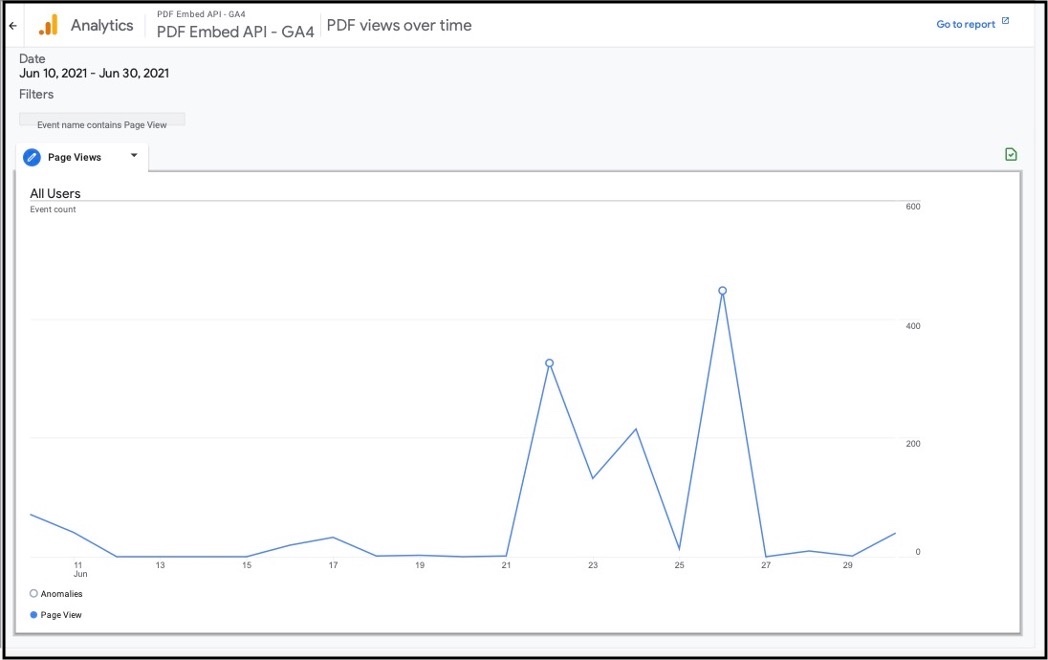 PDF Embed API - GA4
Analytics
PDF Embed API - GA4
PDF views over time
Go to report
Date
Jun 10, 2021 - Jun 30, 2021
Filters
Event name contains Page View
Page Views
All Users
Event count
600
400
200
0
11 13 15 17 19 21 23 25 27 29
Jun
Anomalies
Page View